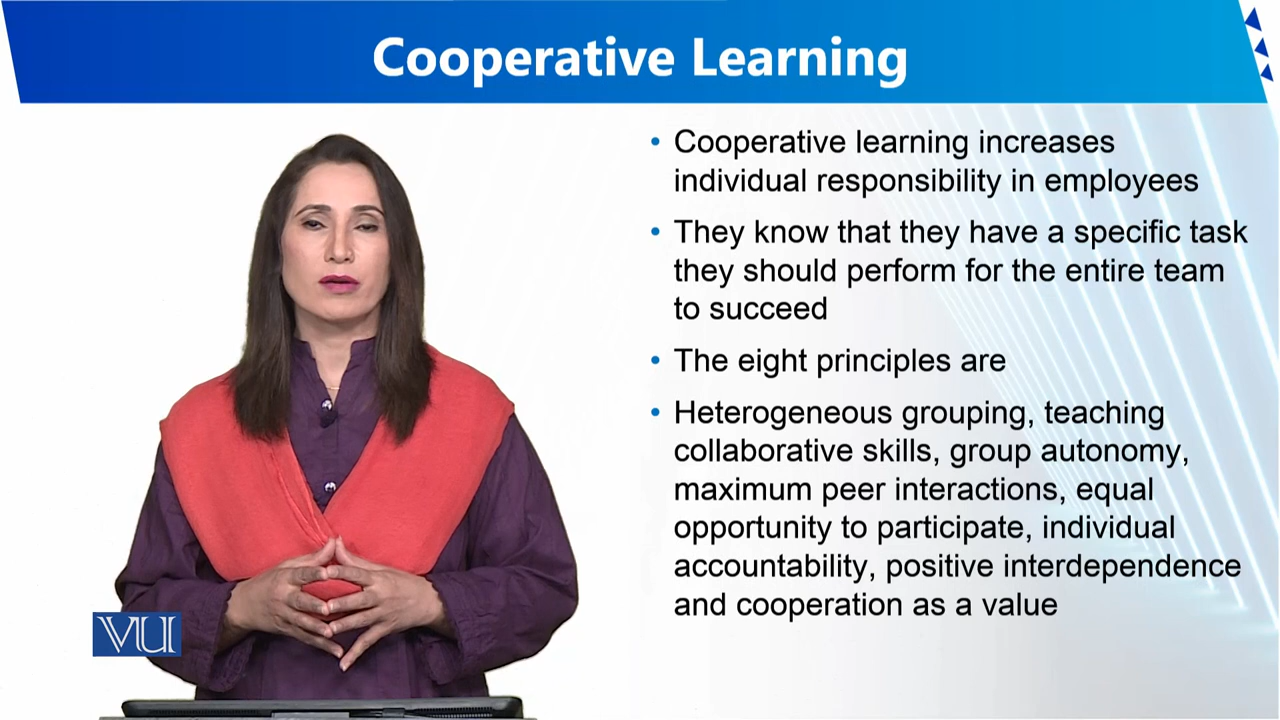 Cooperative Learning
• Cooperative learning increases
individual responsibility in employees
• They know that they have a specific task
they should perform for the entire team
to succeed
• The eight principles are
• Heterogeneous grouping, teaching
collaborative skills, group autonomy,
maximum peer interactions, equal
opportunity to participate, individual
accountability, positive interdependence
and cooperation as a value
VU